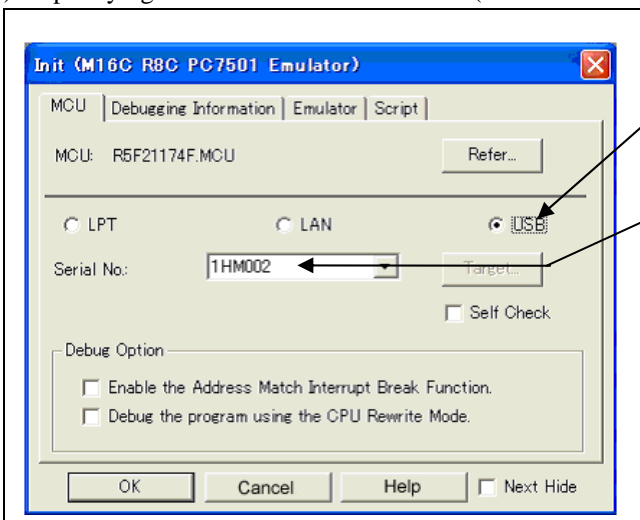 Init (M16C R8C PC7501 Emulator)
MCU Debugging Information Emulator Script
MCU: R5F21174F.MCU Refer...
LPT LAN USB
Serial No.: 1HM002 Target...
Self Check
Debug Option
Enable the Address Match Interrupt Break Function.
Debug the program using the CPU Rewrite Mode.
OK Cancel Help Next Hide